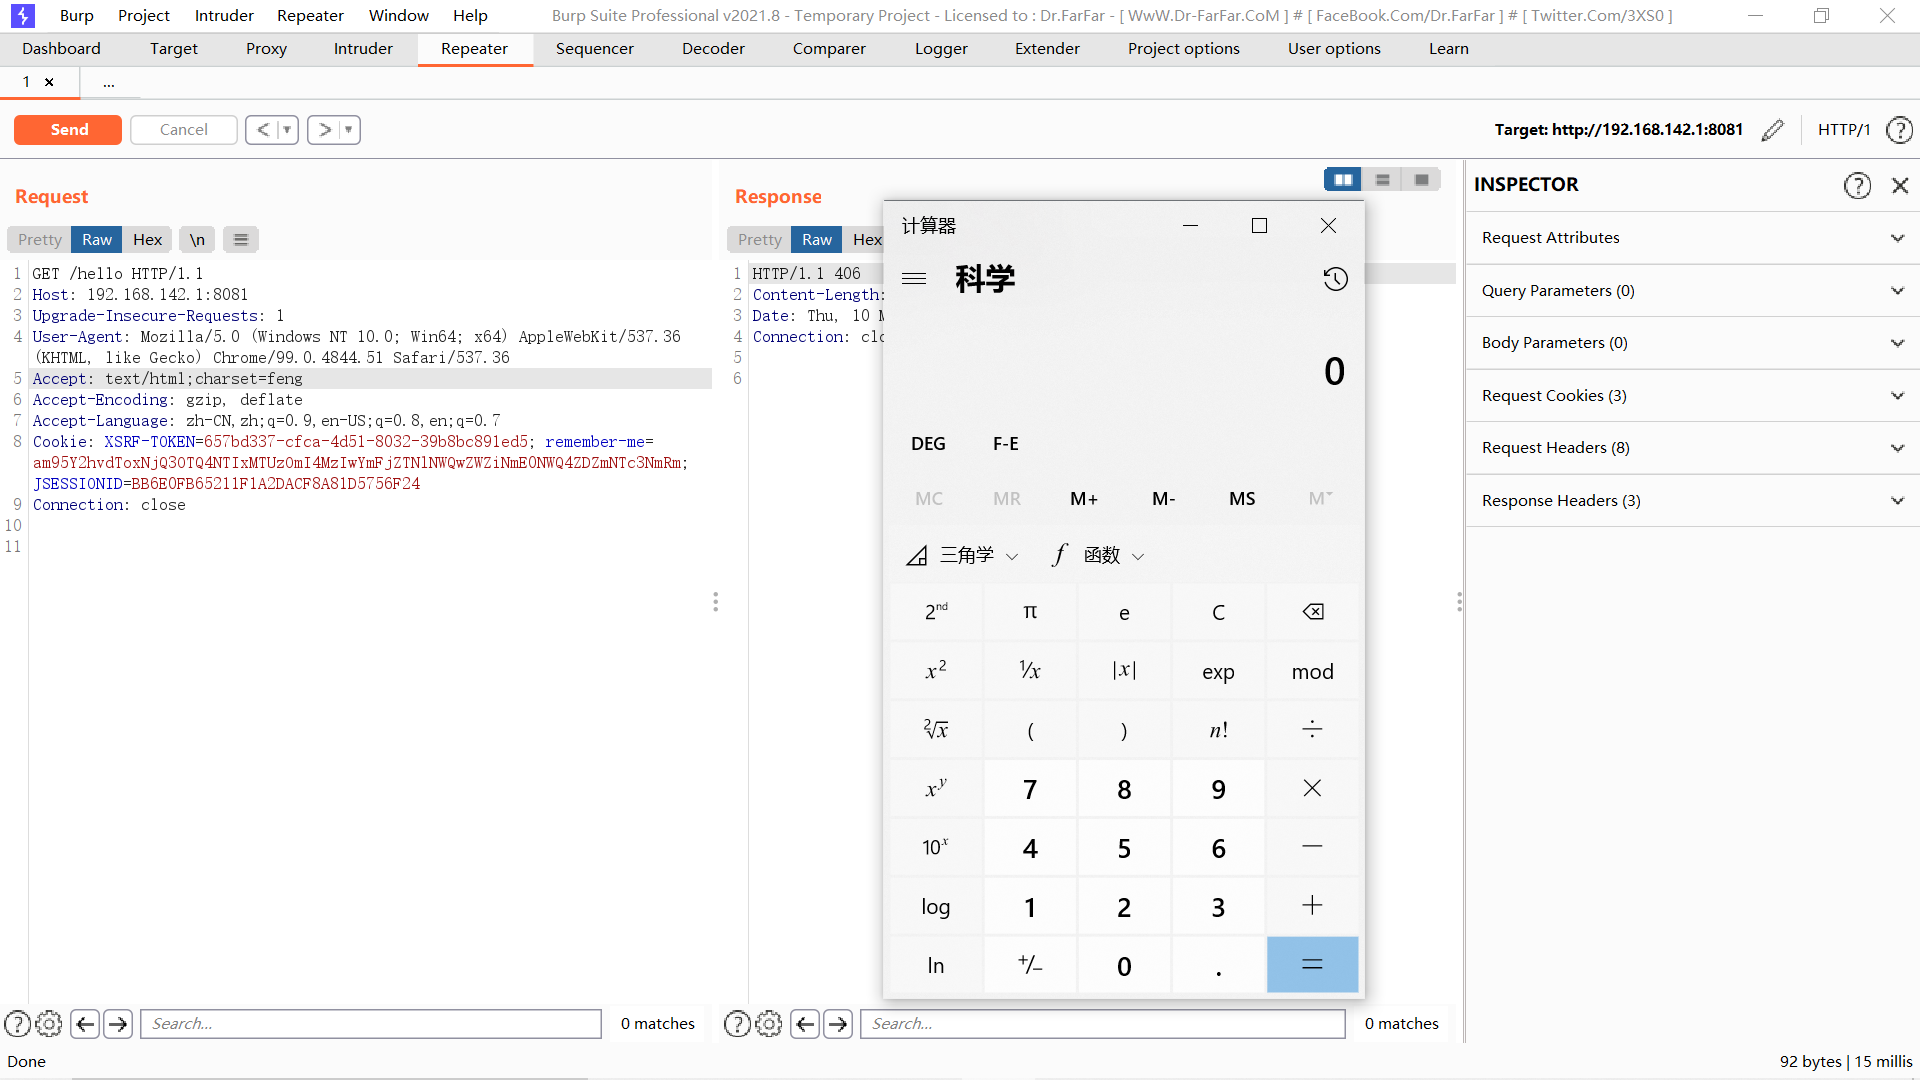 Burp Project Intruder Repeater Window Help Burp Suite Professional v2021.8 - Temporary Project - Licensed to : Dr.FarFar - [ WwW.Dr-FarFar.CoM ] # [ FaceBook.Com/Dr.FarFar ] # [ Twitter.Com/3XS0 ]
Dashboard Target Proxy Intruder Repeater Sequencer Decoder Comparer Logger Extender Project options User options Learn
1 × ...
Send Cancel < ▼ > ▼ Target: http://192.168.142.1:8081 HTTP/1 ?
Request
Pretty Raw Hex \n
1 GET /hello HTTP/1.1
2 Host: 192.168.142.1:8081
3 Upgrade-Insecure-Requests: 1
4 User-Agent: Mozilla/5.0 (Windows NT 10.0; Win64; x64) AppleWebKit/537.36
(KHTML, like Gecko) Chrome/99.0.4844.51 Safari/537.36
5 Accept: text/html;charset=feng
6 Accept-Encoding: gzip, deflate
7 Accept-Language: zh-CN,zh;q=0.9,en-US;q=0.8,en;q=0.7
8 Cookie: XSRF-TOKEN=657bd337-cfca-4d51-8032-39b8bc891ed5; remember-me=
am95Y2hvdToxNjQ3OTQ4NTIxMTUzOmI4MzIwYmFjZTNlNWQwZWZiNmE0NWQ4ZDZmNTc3NmRm;
JSESSIONID=BB6E0FB65211F1A2DACF8A81D5756F24
9 Connection: close
10
11
Response
Pretty Raw Hex
1 HTTP/1.1 406
2 Content-Length:
3 Date: Thu, 10 M
4 Connection: clo
5
6
计算器
科学
0
DEG F-E
MC MR M+ M- MS M˅
三角学 f 函数
2nd π e C
x² ¹/x |x| exp mod
²√x ( ) n! ÷
xʸ 7 8 9 ×
10ˣ 4 5 6 −
log 1 2 3 +
ln +/− 0 . =
INSPECTOR ?
Request Attributes
Query Parameters (0)
Body Parameters (0)
Request Cookies (3)
Request Headers (8)
Response Headers (3)
? Search... 0 matches ? Search... 0 matches
Done 92 bytes | 15 millis